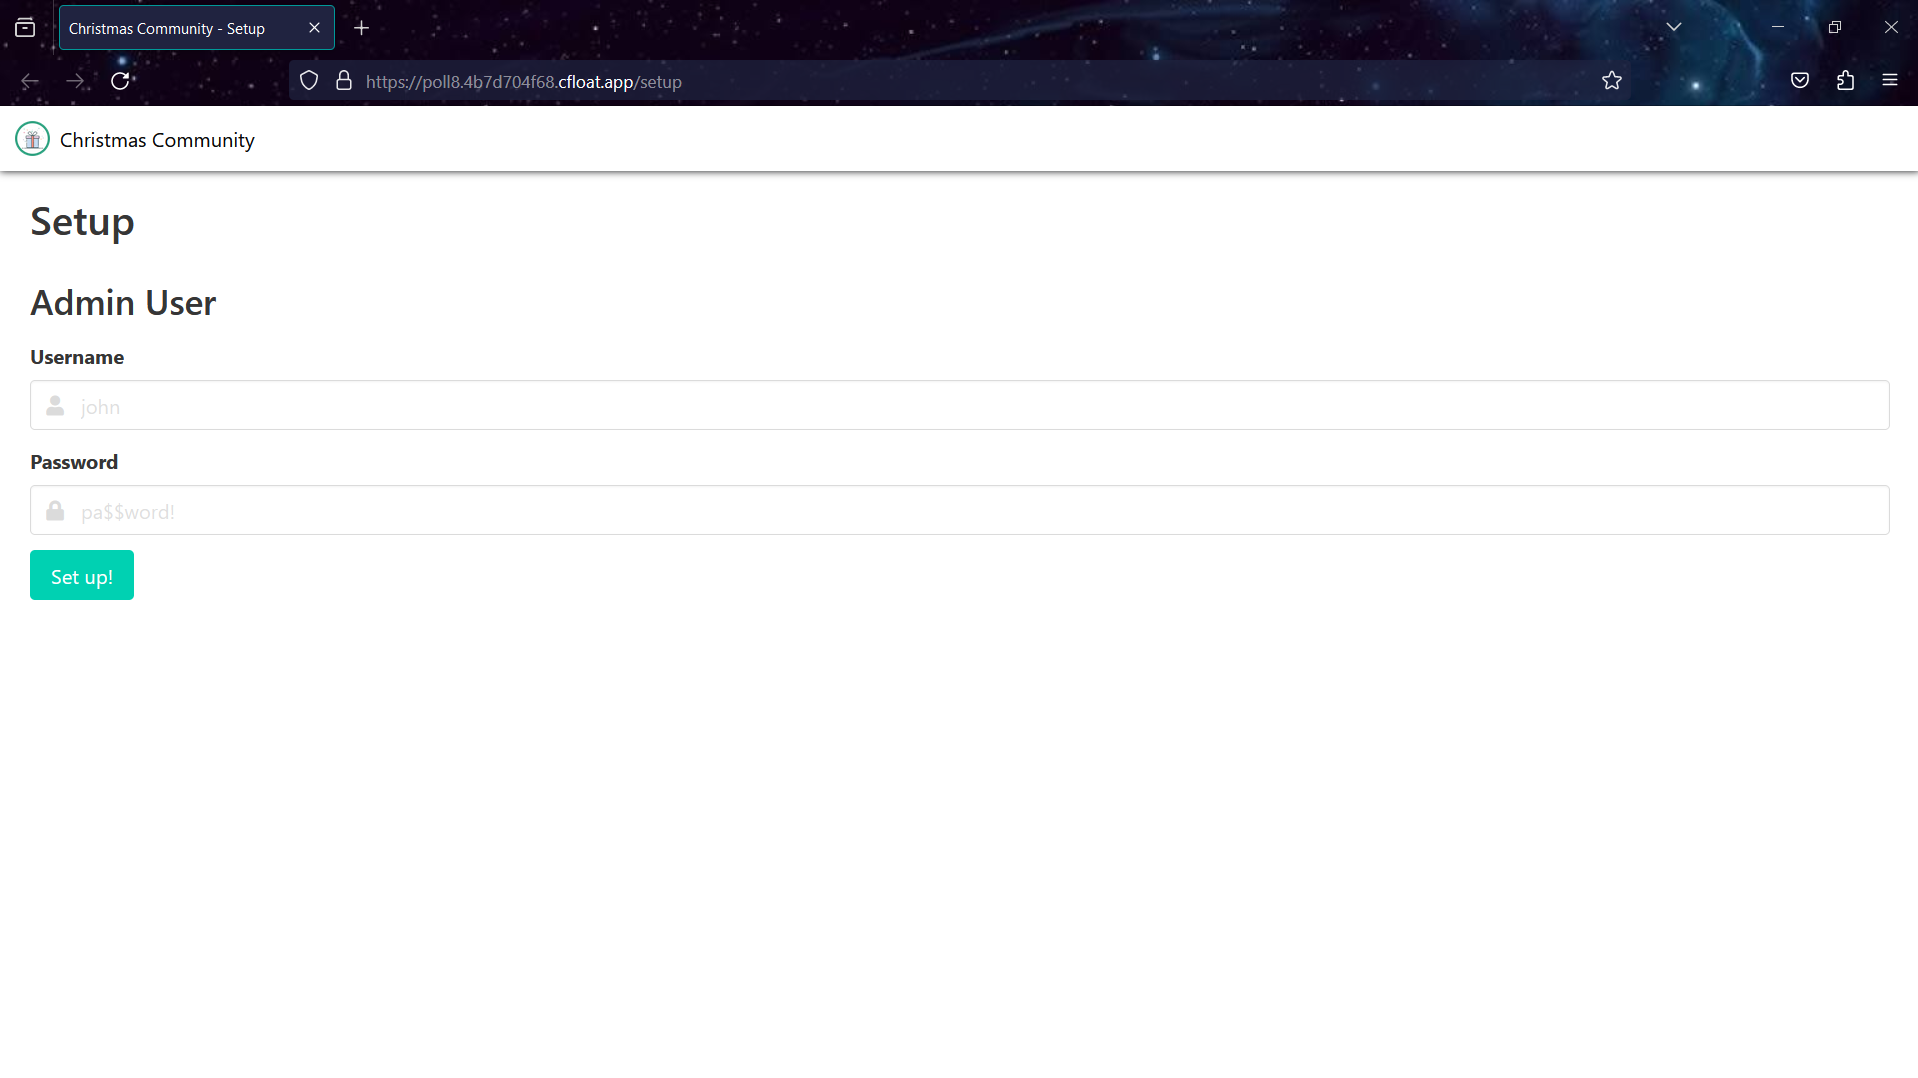 Christmas Community - Setup
https://poll8.4b7d704f68.cfloat.app/setup
Christmas Community
Setup
Admin User
Username
john
Password
pa$$word!
Set up!